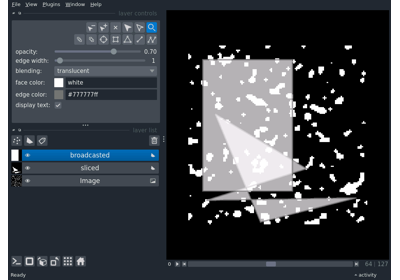 File View Plugins Window Help
layer controls
opacity: 0.70
edge width: 1
blending: translucent
face color: white
edge color: #777777ff
display text:
layer list
broadcasted
sliced
Image
64 127
Ready activity